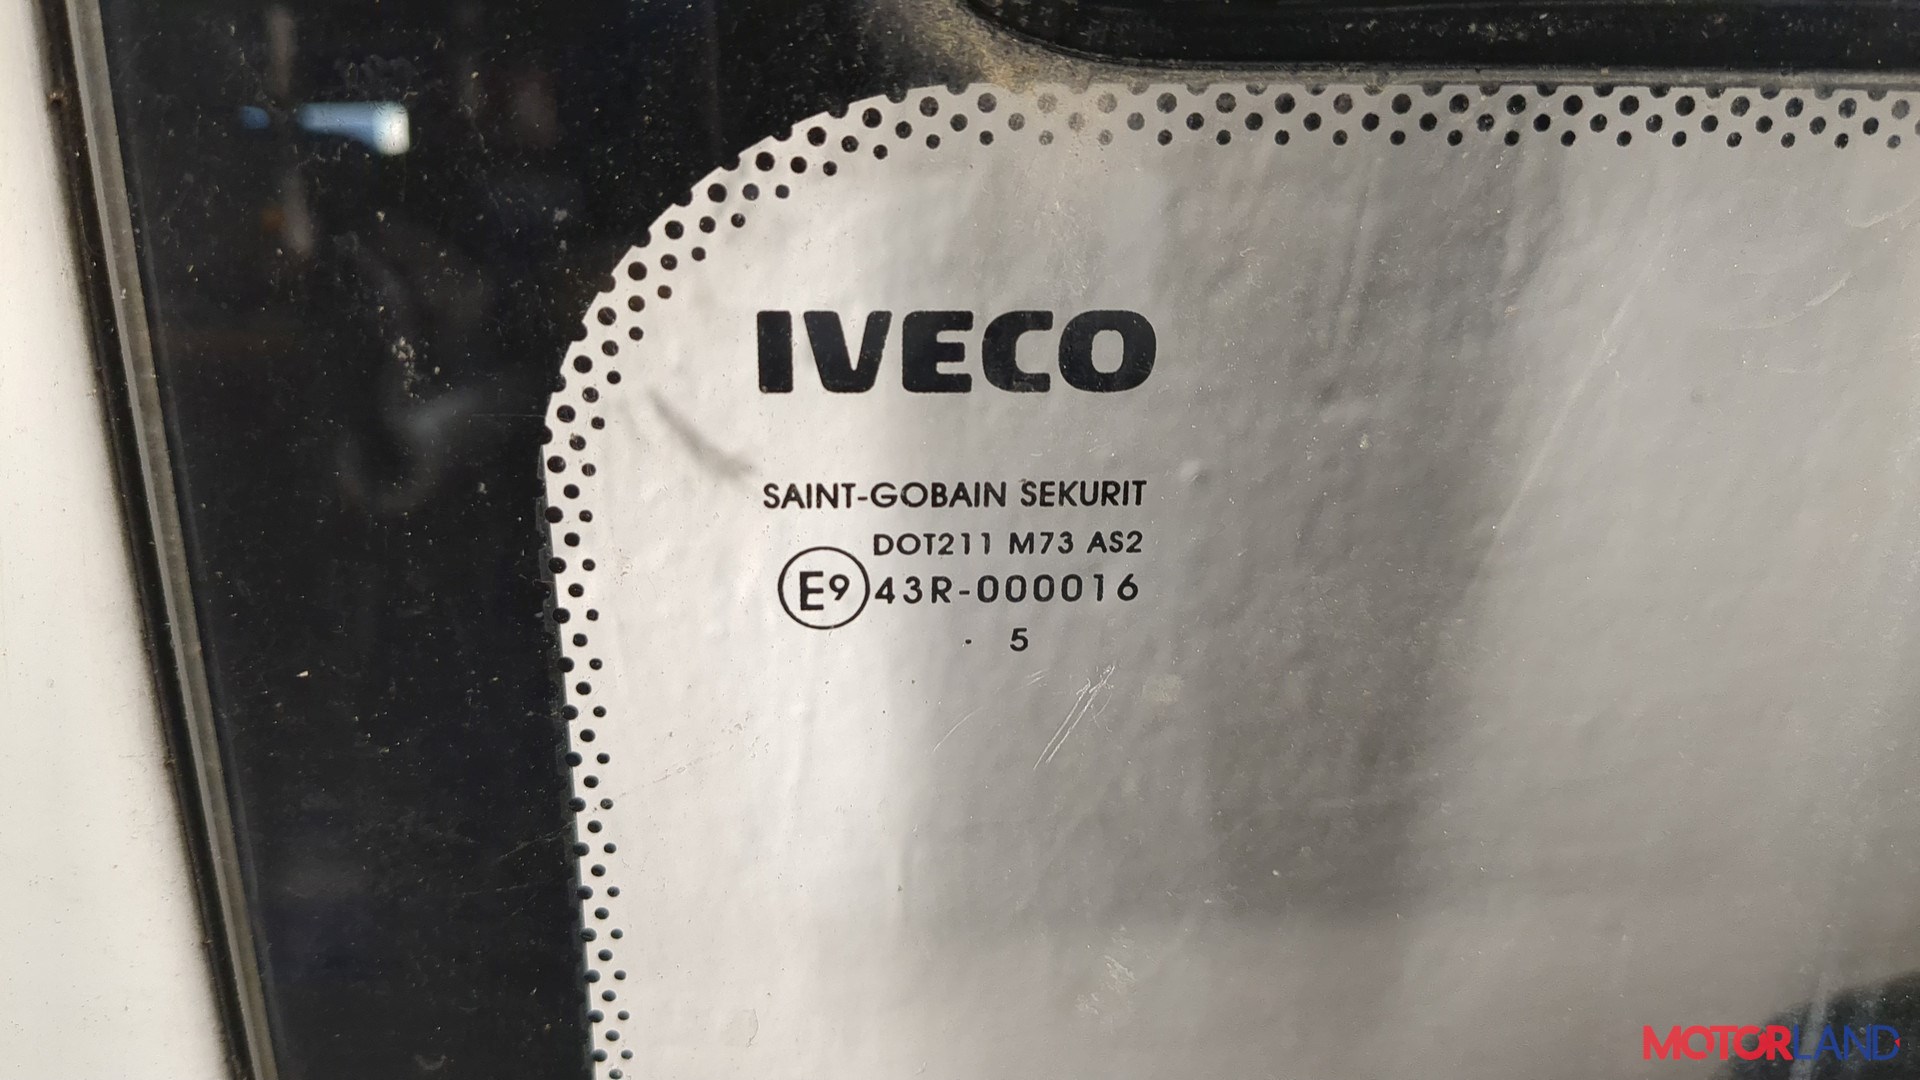 IVECO
SAINT-GOBAIN SEKURIT
DOT211 M73 AS2
E9 43R-000016
. 5
MOTORLAND